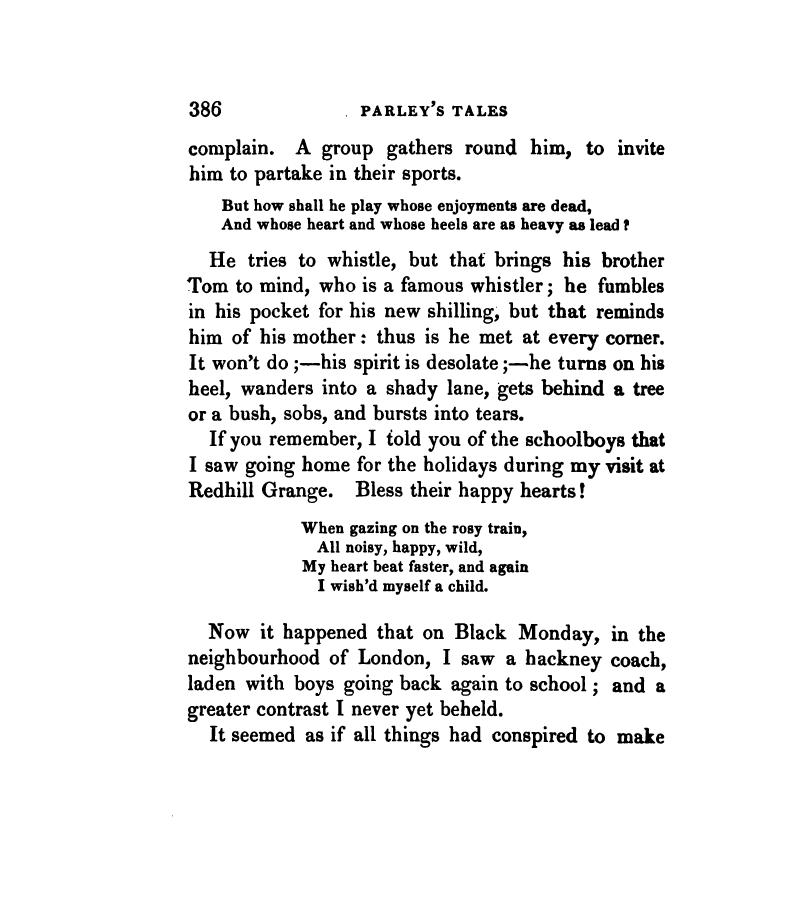 386 PARLEY'S TALES
complain. A group gathers round him, to invite
him to partake in their sports.
But how shall he play whose enjoyments are dead,
And whose heart and whose heels are as heavy as lead?
He tries to whistle, but that brings his brother
Tom to mind, who is a famous whistler; he fumbles
in his pocket for his new shilling, but that reminds
him of his mother: thus is he met at every corner.
It won't do;—his spirit is desolate;—he turns on his
heel, wanders into a shady lane, gets behind a tree
or a bush, sobs, and bursts into tears.
If you remember, I told you of the schoolboys that
I saw going home for the holidays during my visit at
Redhill Grange. Bless their happy hearts!
When gazing on the rosy train,
All noisy, happy, wild,
My heart beat faster, and again
I wish'd myself a child.
Now it happened that on Black Monday, in the
neighbourhood of London, I saw a hackney coach,
laden with boys going back again to school; and a
greater contrast I never yet beheld.
It seemed as if all things had conspired to make